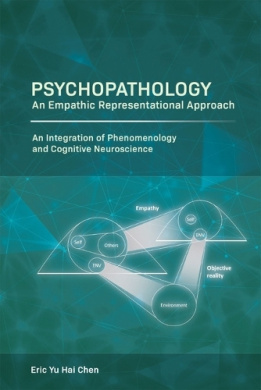 PSYCHOPATHOLOGY
An Empathic Representational Approach
An Integration of Phenomenology
and Cognitive Neuroscience
Empathy
Self
Self
Others
ENv
ENv
Objective
reality
Environment
Eric Yu Hai Chen